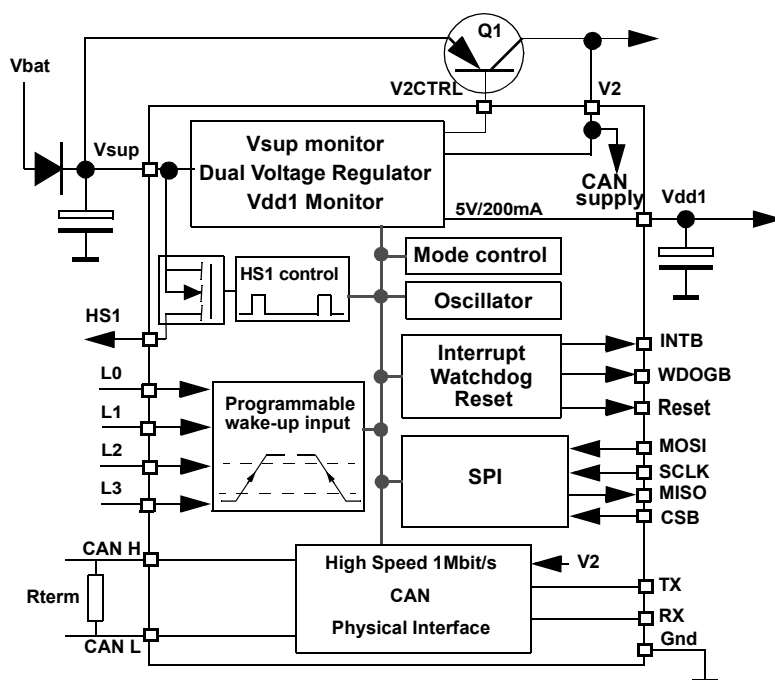 Q1
Vbat
V2CTRL
V2
Vsup
Vsup monitor
Dual Voltage Regulator
Vdd1 Monitor
CAN
supply
Vdd1
5V/200mA
Mode control
HS1 control
Oscillator
HS1
Interrupt
Watchdog
Reset
INTB
WDOGB
Reset
L0
L1
L2
L3
Programmable
wake-up input
SPI
MOSI
SCLK
MISO
CSB
CAN H
Rterm
CAN L
High Speed 1Mbit/s
CAN
Physical Interface
V2
TX
RX
Gnd